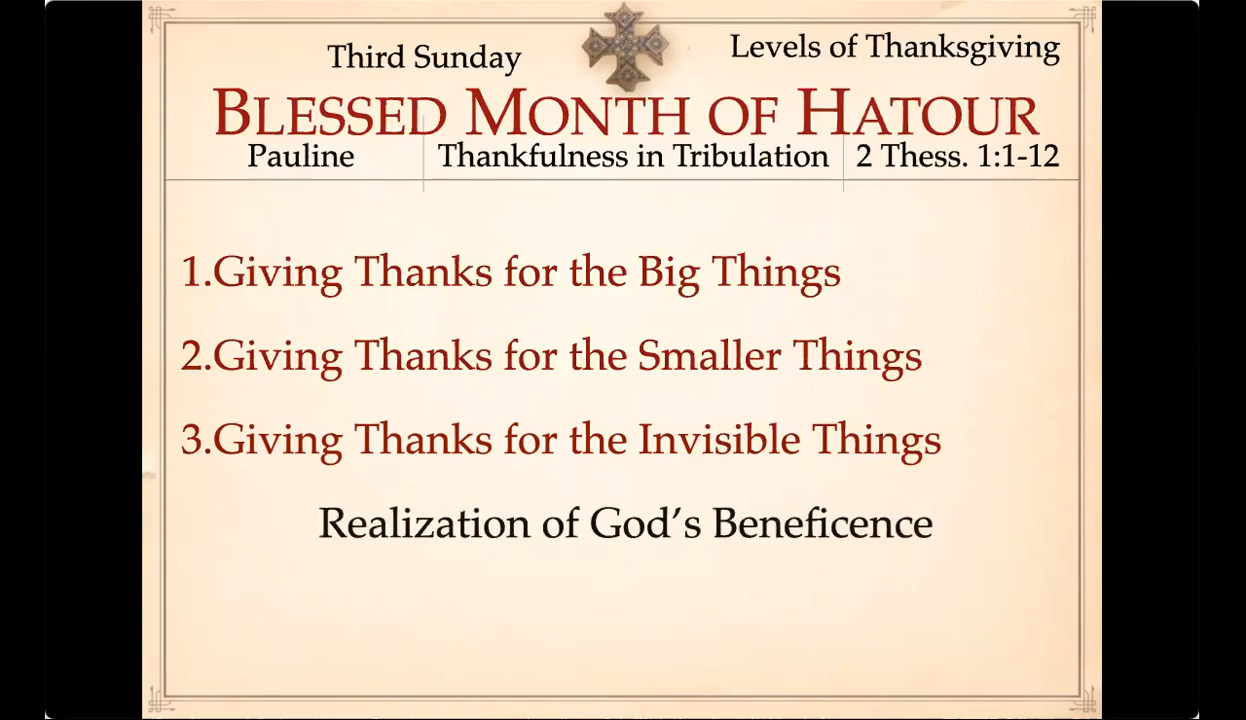 Third Sunday
Levels of Thanksgiving
BLESSED MONTH OF HATOUR
Pauline
Thankfulness in Tribulation
2 Thess. 1:1-12
1.Giving Thanks for the Big Things
2.Giving Thanks for the Smaller Things
3.Giving Thanks for the Invisible Things
Realization of God's Beneficence